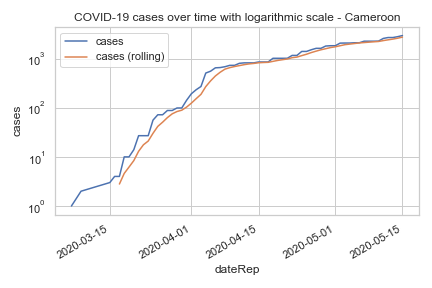 COVID-19 cases over time with logarithmic scale - Cameroon
cases
cases (rolling)
10³
10²
10¹
10⁰
cases
2020-03-15
2020-04-01
2020-04-15
2020-05-01
2020-05-15
dateRep